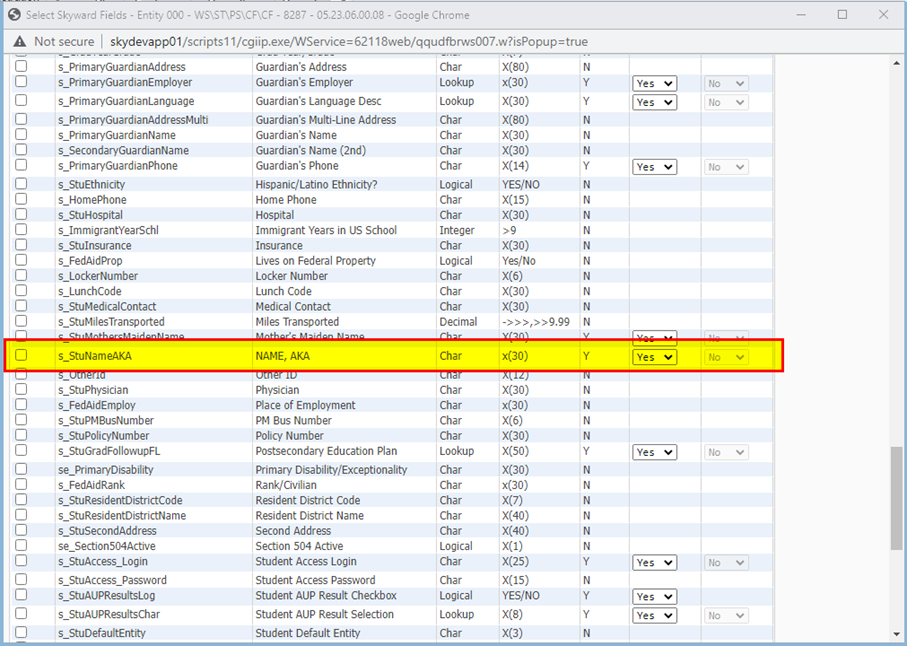 Select Skyward Fields - Entity 000 - WS\ST\PS\CF\CF - 8287 - 05.23.06.00.08 - Google Chrome
Not secure | skydevapp01/scripts11/cgiip.exe/WService=62118web/qqudfbrws007.w?isPopup=true
s_PrimaryGuardianAddress Guardian's Address Char X(80) N
s_PrimaryGuardianEmployer Guardian's Employer Lookup X(30) Y Yes No
s_PrimaryGuardianLanguage Guardian's Language Desc Lookup X(30) Y Yes No
s_PrimaryGuardianAddressMulti Guardian's Multi-Line Address Char X(80) N
s_PrimaryGuardianName Guardian's Name Char X(30) N
s_SecondaryGuardianName Guardian's Name (2nd) Char X(30) N
s_PrimaryGuardianPhone Guardian's Phone Char X(14) Y Yes No
s_StuEthnicity Hispanic/Latino Ethnicity? Logical YES/NO N
s_HomePhone Home Phone Char X(15) N
s_StuHospital Hospital Char X(30) N
s_ImmigrantYearSchl Immigrant Years in US School Integer >9 N
s_StuInsurance Insurance Char X(30) N
s_FedAidProp Lives on Federal Property Logical Yes/No N
s_LockerNumber Locker Number Char X(6) N
s_LunchCode Lunch Code Char X(30) N
s_StuMedicalContact Medical Contact Char X(30) N
s_StuMilesTransported Miles Transported Decimal ->>>,>>9.99 N
s_StuMothersMaidenName Mother's Maiden Name Char X(30) Y Yes No
s_StuNameAKA NAME, AKA Char x(30) Y Yes No
s_OtherId Other ID Char X(12) N
s_StuPhysician Physician Char x(30) N
s_FedAidEmploy Place of Employment Char x(30) N
s_StuPMBusNumber PM Bus Number Char X(6) N
s_StuPolicyNumber Policy Number Char X(30) N
s_StuGradFollowupFL Postsecondary Education Plan Lookup X(50) Y Yes No
se_PrimaryDisability Primary Disability/Exceptionality Char X(30) N
s_FedAidRank Rank/Civilian Char x(30) N
s_StuResidentDistrictCode Resident District Code Char X(7) N
s_StuResidentDistrictName Resident District Name Char X(40) N
s_StuSecondAddress Second Address Char X(40) N
se_Section504Active Section 504 Active Logical X(1) N
s_StuAccess_Login Student Access Login Char X(25) Y Yes No
s_StuAccess_Password Student Access Password Char X(15) N
s_StuAUPResultsLog Student AUP Result Checkbox Logical YES/NO Y Yes
s_StuAUPResultsChar Student AUP Result Selection Lookup X(8) Y Yes No
s_StuDefaultEntity Student Default Entity Char X(3) N